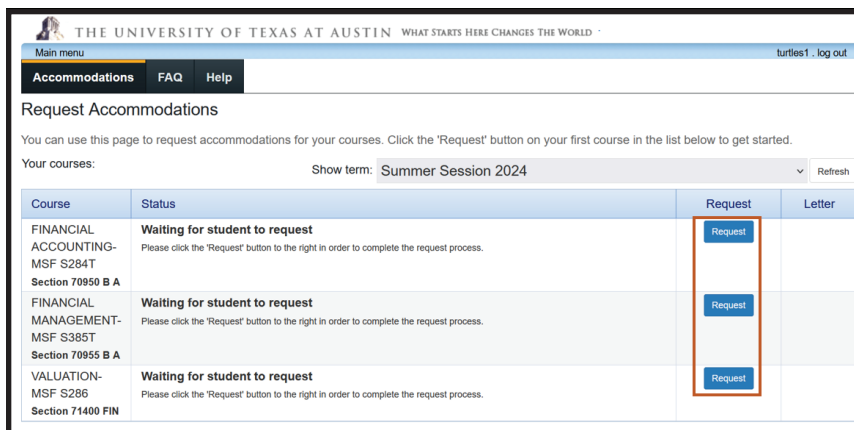 THE UNIVERSITY OF TEXAS AT AUSTIN WHAT STARTS HERE CHANGES THE WORLD
Main menu turtles1 . log out
Accommodations FAQ Help
Request Accommodations
You can use this page to request accommodations for your courses. Click the 'Request' button on your first course in the list below to get started.
Your courses: Show term: Summer Session 2024 Refresh
Course Status Request Letter
FINANCIAL Waiting for student to request Request
ACCOUNTING- Please click the 'Request' button to the right in order to complete the request process.
MSF S284T
Section 70950 B A
FINANCIAL Waiting for student to request Request
MANAGEMENT- Please click the 'Request' button to the right in order to complete the request process.
MSF S385T
Section 70955 B A
VALUATION- Waiting for student to request Request
MSF S286 Please click the 'Request' button to the right in order to complete the request process.
Section 71400 FIN